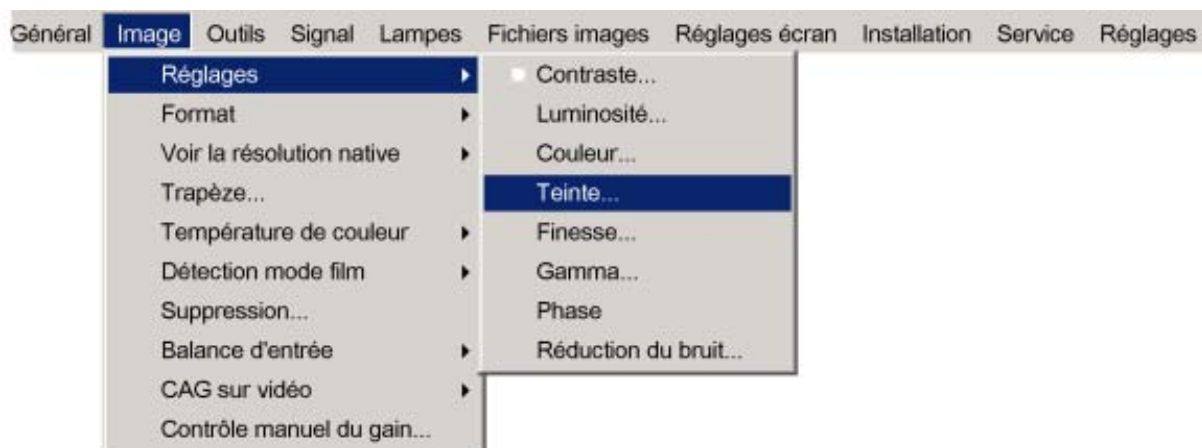 Général Image Outils Signal Lampes Fichiers images Réglages écran Installation Service Réglages
Réglages
Format
Voir la résolution native
Trapèze...
Température de couleur
Détection mode film
Suppression...
Balance d'entrée
CAG sur vidéo
Contrôle manuel du gain...
Contraste...
Luminosité...
Couleur...
Teinte...
Finesse...
Gamma...
Phase
Réduction du bruit...